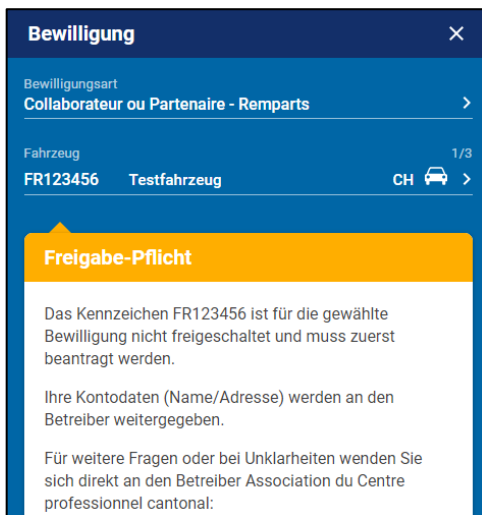 Bewilligung
Bewilligungsart
Collaborateur ou Partenaire - Remparts
Fahrzeug 1/3
FR123456 Testfahrzeug CH
Freigabe-Pflicht
Das Kennzeichen FR123456 ist für die gewählte
Bewilligung nicht freigeschaltet und muss zuerst
beantragt werden.
Ihre Kontodaten (Name/Adresse) werden an den
Betreiber weitergegeben.
Für weitere Fragen oder bei Unklarheiten wenden Sie
sich direkt an den Betreiber Association du Centre
professionnel cantonal: